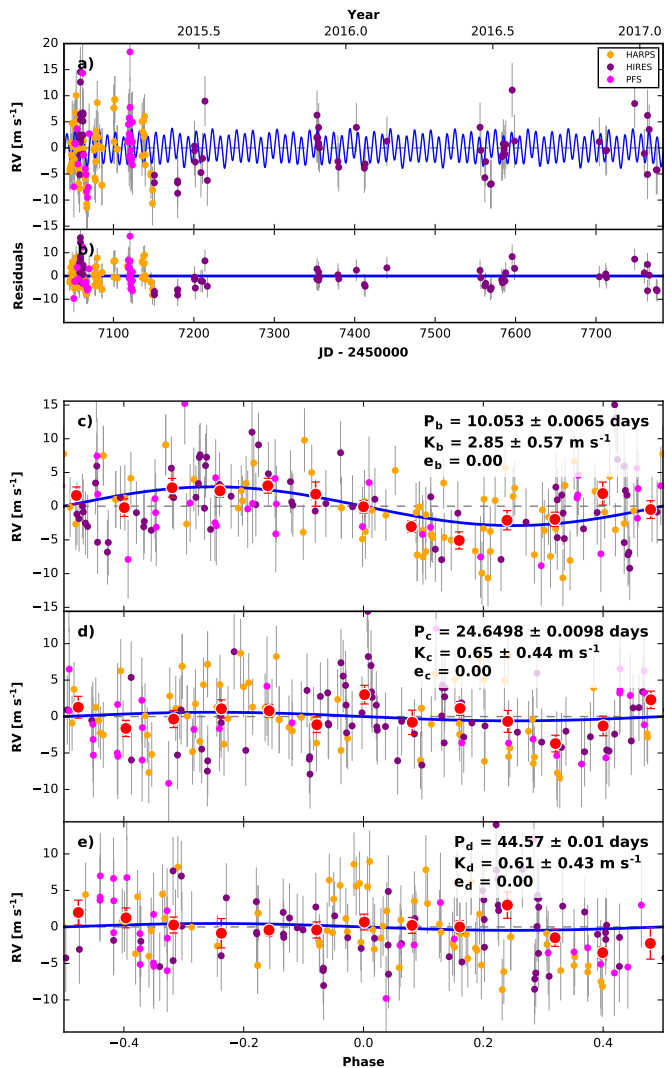 Year
2015.5 2016.0 2016.5 2017.0
a)
HARPS
HIRES
PFS
20
15
10
5
0
−5
−10
−15
RV [m s⁻¹]
b)
10
0
−10
Residuals
7100 7200 7300 7400 7500 7600 7700
JD - 2450000
c)
P_b = 10.053 ± 0.0065 days
K_b = 2.85 ± 0.57 m s⁻¹
e_b = 0.00
15
10
5
0
−5
−10
−15
RV [m s⁻¹]
d)
P_c = 24.6498 ± 0.0098 days
K_c = 0.65 ± 0.44 m s⁻¹
e_c = 0.00
10
5
0
−5
−10
RV [m s⁻¹]
e)
P_d = 44.57 ± 0.01 days
K_d = 0.61 ± 0.43 m s⁻¹
e_d = 0.00
10
5
0
−5
−10
RV [m s⁻¹]
−0.4 −0.2 0.0 0.2 0.4
Phase